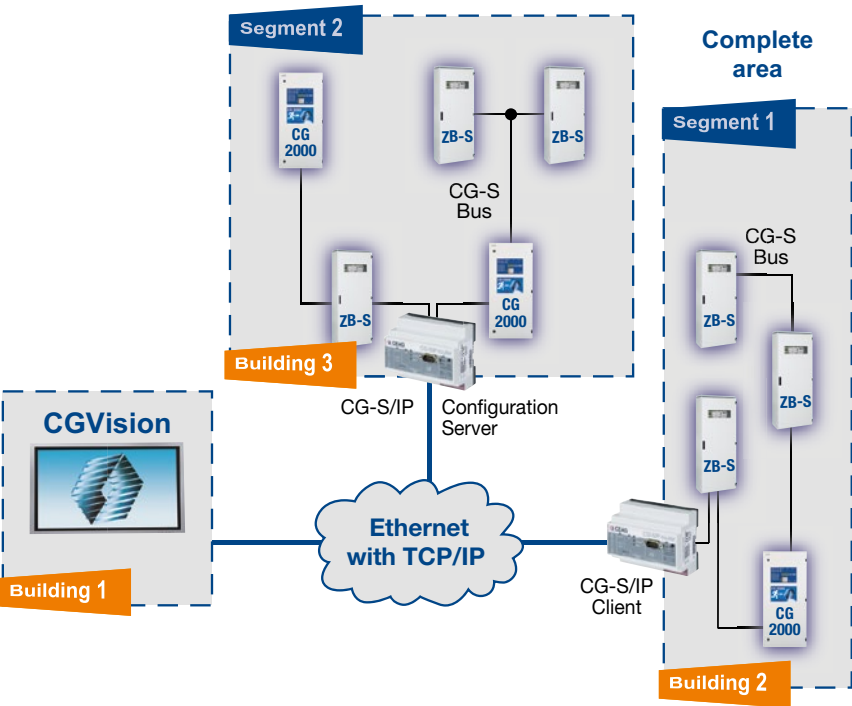 Segment 2
Complete
area
CG
2000
ZB-S
ZB-S
Segment 1
CG-S
Bus
CG-S
Bus
ZB-S
CG
2000
ZB-S
ZB-S
Building 3
CEAG
CG-S/IP
Configuration
Server
CGVision
ZB-S
Ethernet
with TCP/IP
CEAG
CG-S/IP
Client
Building 1
CG
2000
Building 2